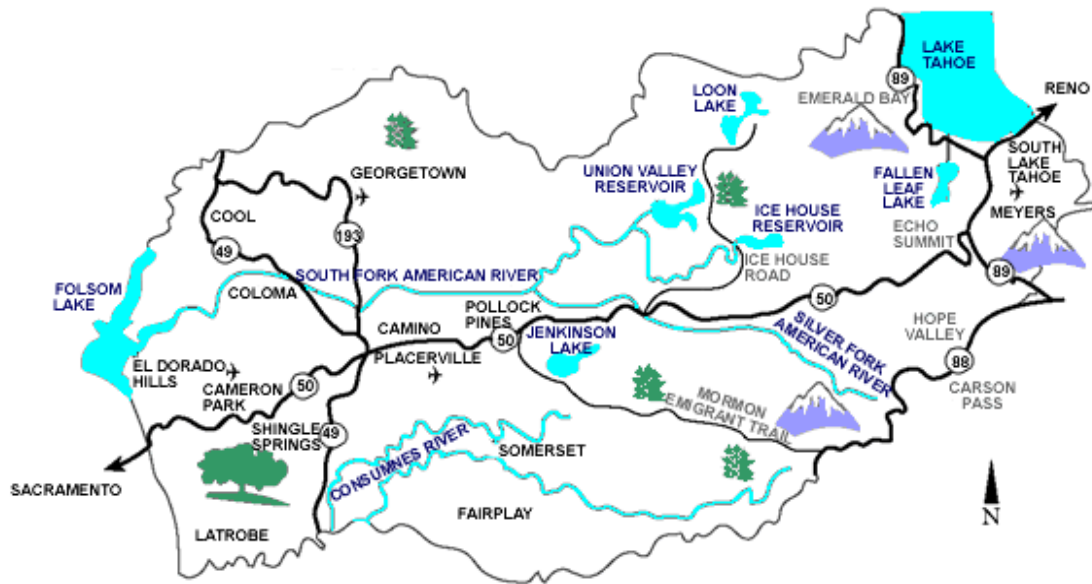 LAKE
TAHOE
89
RENO
LOON
LAKE
EMERALD BAY
SOUTH
LAKE
TAHOE
GEORGETOWN
UNION VALLEY
RESERVOIR
FALLEN
LEAF
LAKE
MEYERS
COOL
193
ICE HOUSE
RESERVOIR
ECHO
SUMMIT
49
ICE HOUSE
ROAD
89
FOLSOM
LAKE
SOUTH FORK AMERICAN RIVER
COLOMA
50
POLLOCK
PINES
CAMINO
50
JENKINSON
LAKE
SILVER FORK
AMERICAN RIVER
HOPE
VALLEY
EL DORADO
HILLS
PLACERVILLE
88
CAMERON
PARK
50
CARSON
PASS
MORMON
EMIGRANT TRAIL
SHINGLE
SPRINGS
49
CONSUMNES RIVER
SOMERSET
SACRAMENTO
FAIRPLAY
LATROBE
N